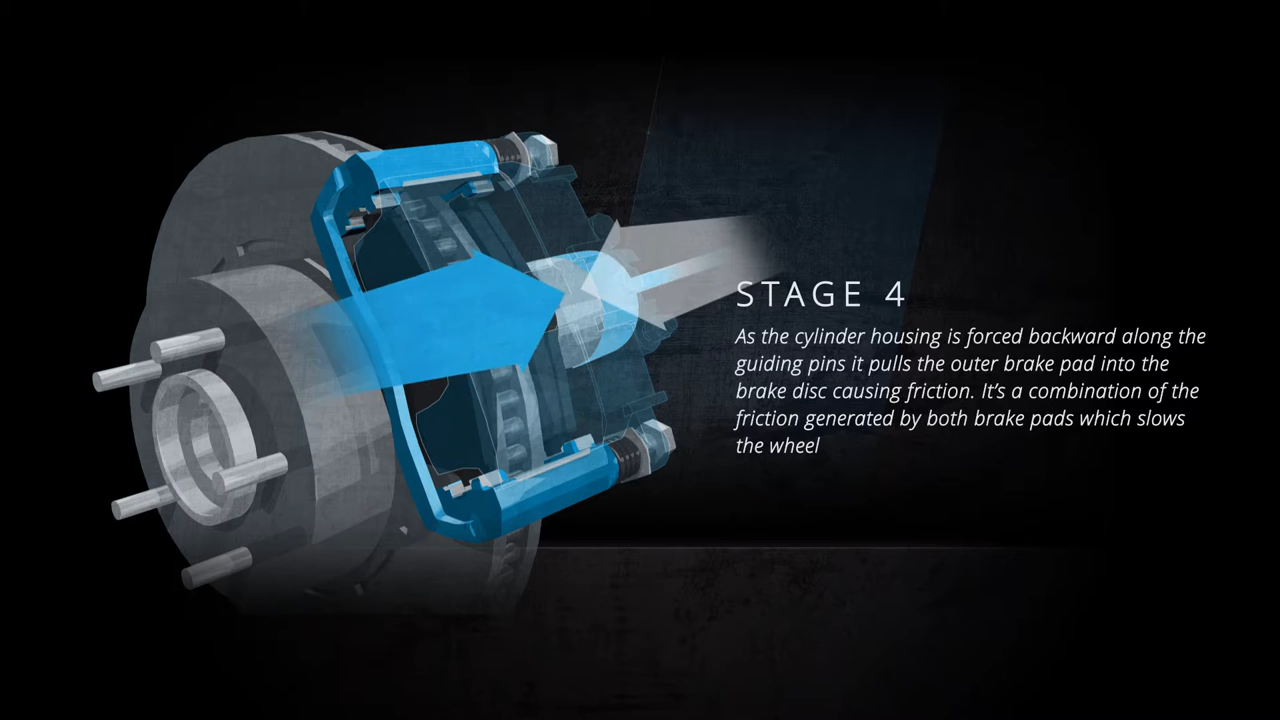 STAGE 4
As the cylinder housing is forced backward along the
guiding pins it pulls the outer brake pad into the
brake disc causing friction. It’s a combination of the
friction generated by both brake pads which slows
the wheel